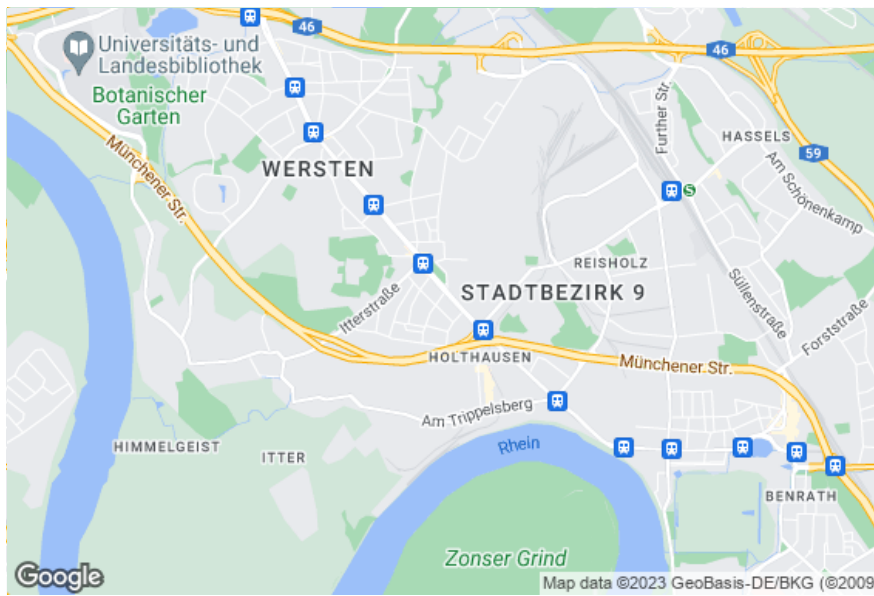 46
Universitäts- und
Landesbibliothek
46
Botanischer
Garten
Further Str.
HASSELS
59
Münchener Str.
WERSTEN
Am Schönenkamp
S
REISHOLZ
STADTBEZIRK 9
Itterstraße
Süllenstraße
Forststraße
HOLTHAUSEN
Münchener Str.
Am Trippelsberg
Rhein
HIMMELGEIST
ITTER
BENRATH
Zonser Grind
Google
Map data ©2023 GeoBasis-DE/BKG (©2009